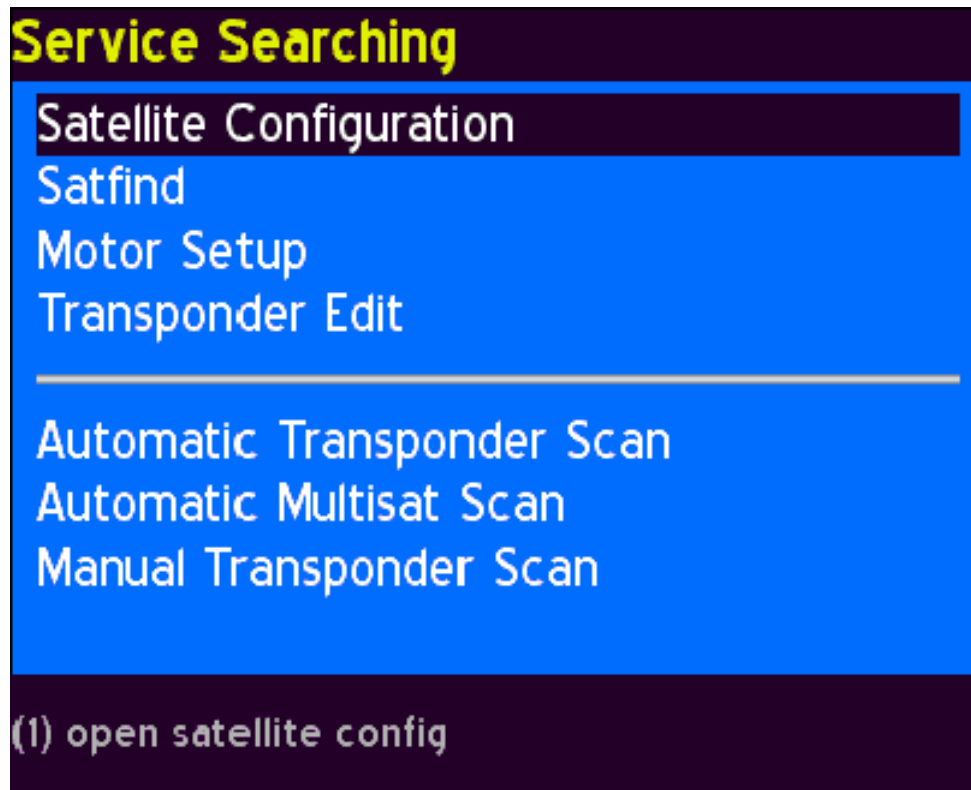 Service Searching
Satellite Configuration
Satfind
Motor Setup
Transponder Edit
Automatic Transponder Scan
Automatic Multisat Scan
Manual Transponder Scan
(1) open satellite config